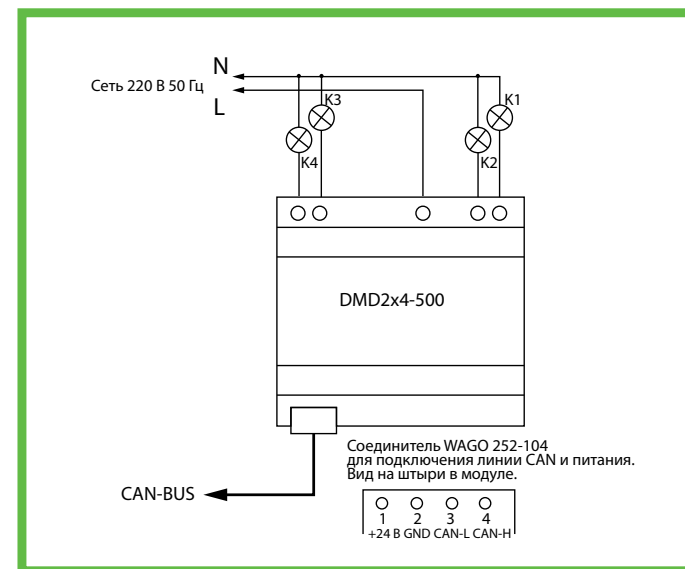 N
Сеть 220 В 50 Гц
L
K3
K1
K4
K2
DMD2x4-500
Соединитель WAGO 252-104
для подключения линии CAN и питания.
Вид на штыри в модуле.
CAN-BUS
1 2 3 4
+24 В GND CAN-L CAN-H